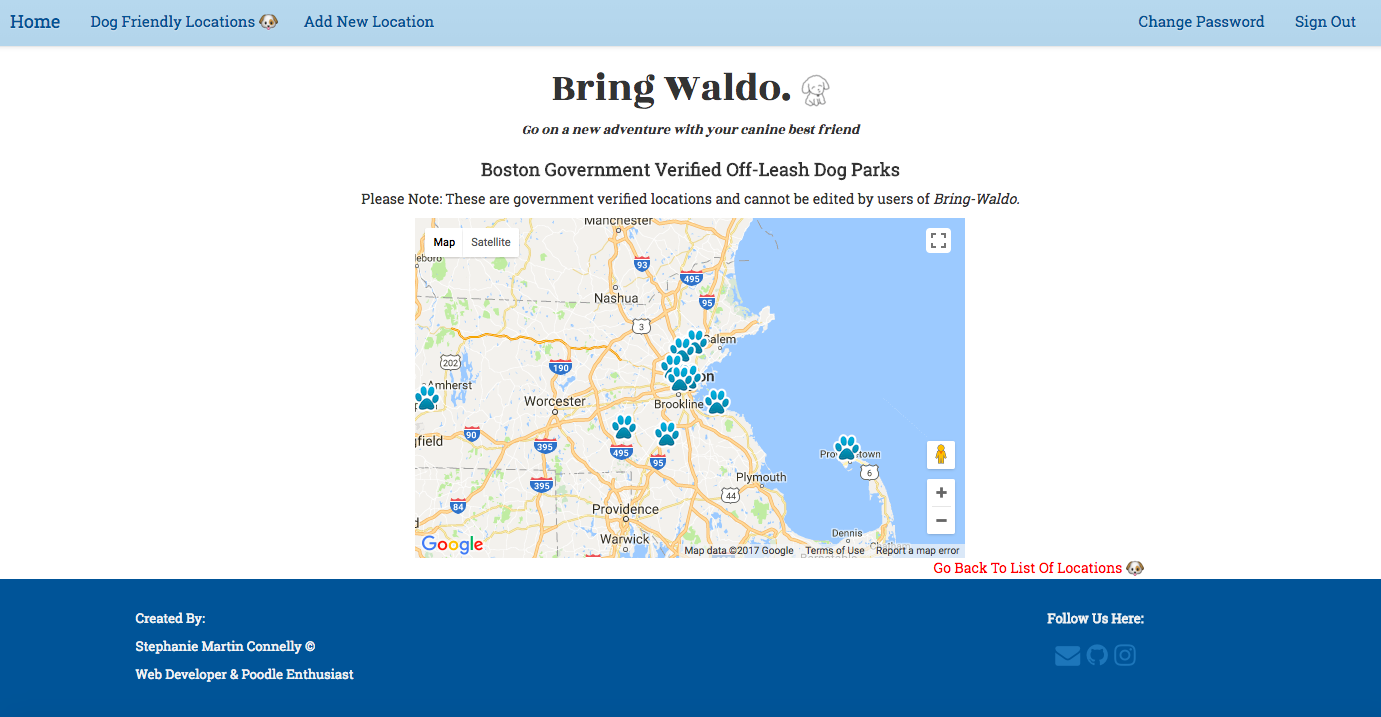 Home Dog Friendly Locations Add New Location Change Password Sign Out
Bring Waldo.
Go on a new adventure with your canine best friend
Boston Government Verified Off-Leash Dog Parks
Please Note: These are government verified locations and cannot be edited by users of Bring-Waldo.
Manchester
Map Satellite
93
495
Nashua
95
3
Salem
202
190
Amherst
Worcester
Brookline
90
395
495
95
6
Plymouth
395
44
84
Providence
Dennis
Warwick
Google
Map data ©2017 Google Terms of Use Report a map error
Go Back To List Of Locations
Created By: Follow Us Here:
Stephanie Martin Connelly ©
Web Developer & Poodle Enthusiast